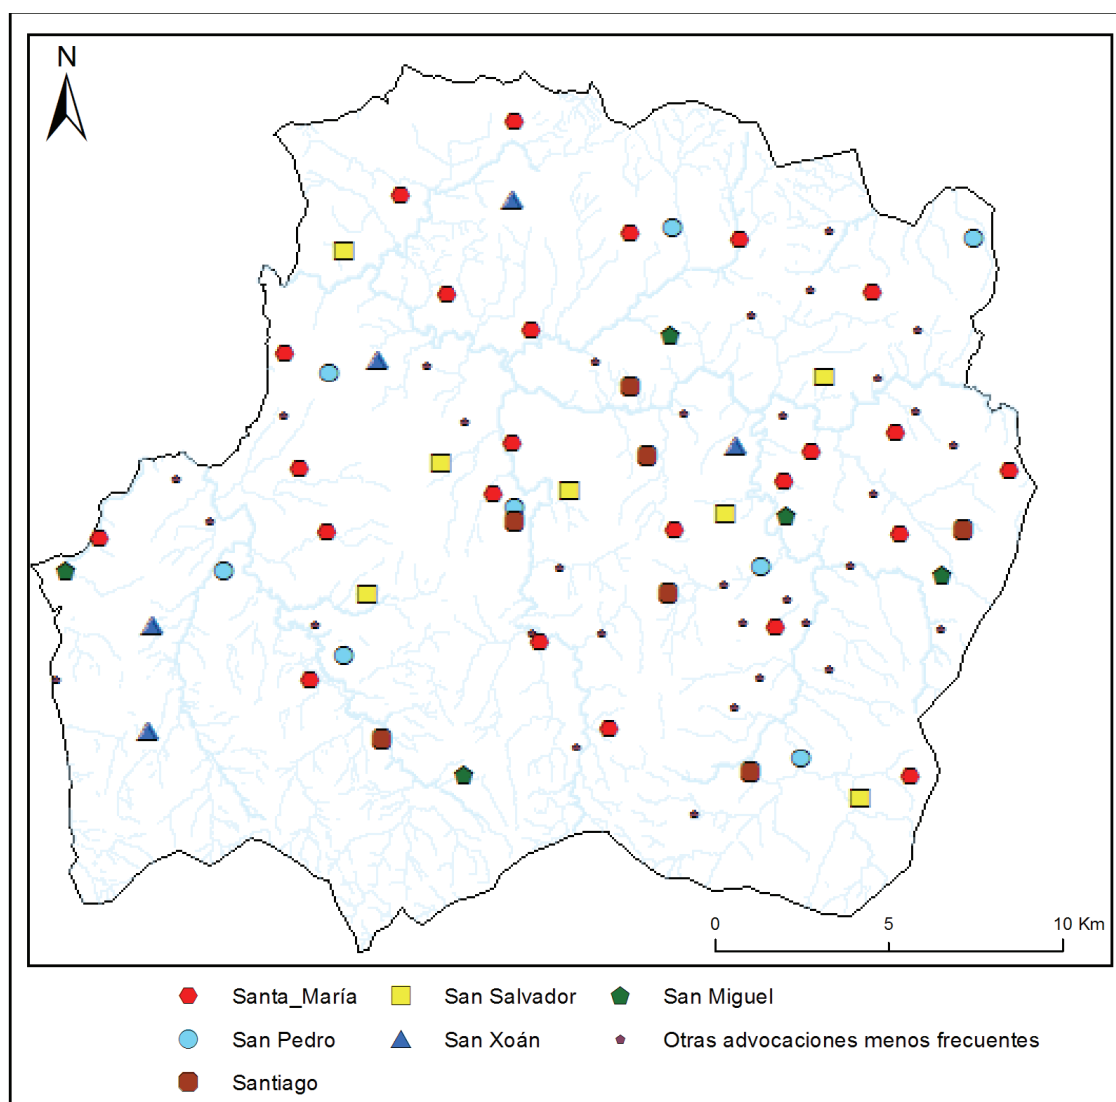 N
0 5 10 Km
Santa_María San Salvador San Miguel
San Pedro San Xoán Otras advocaciones menos frecuentes
Santiago